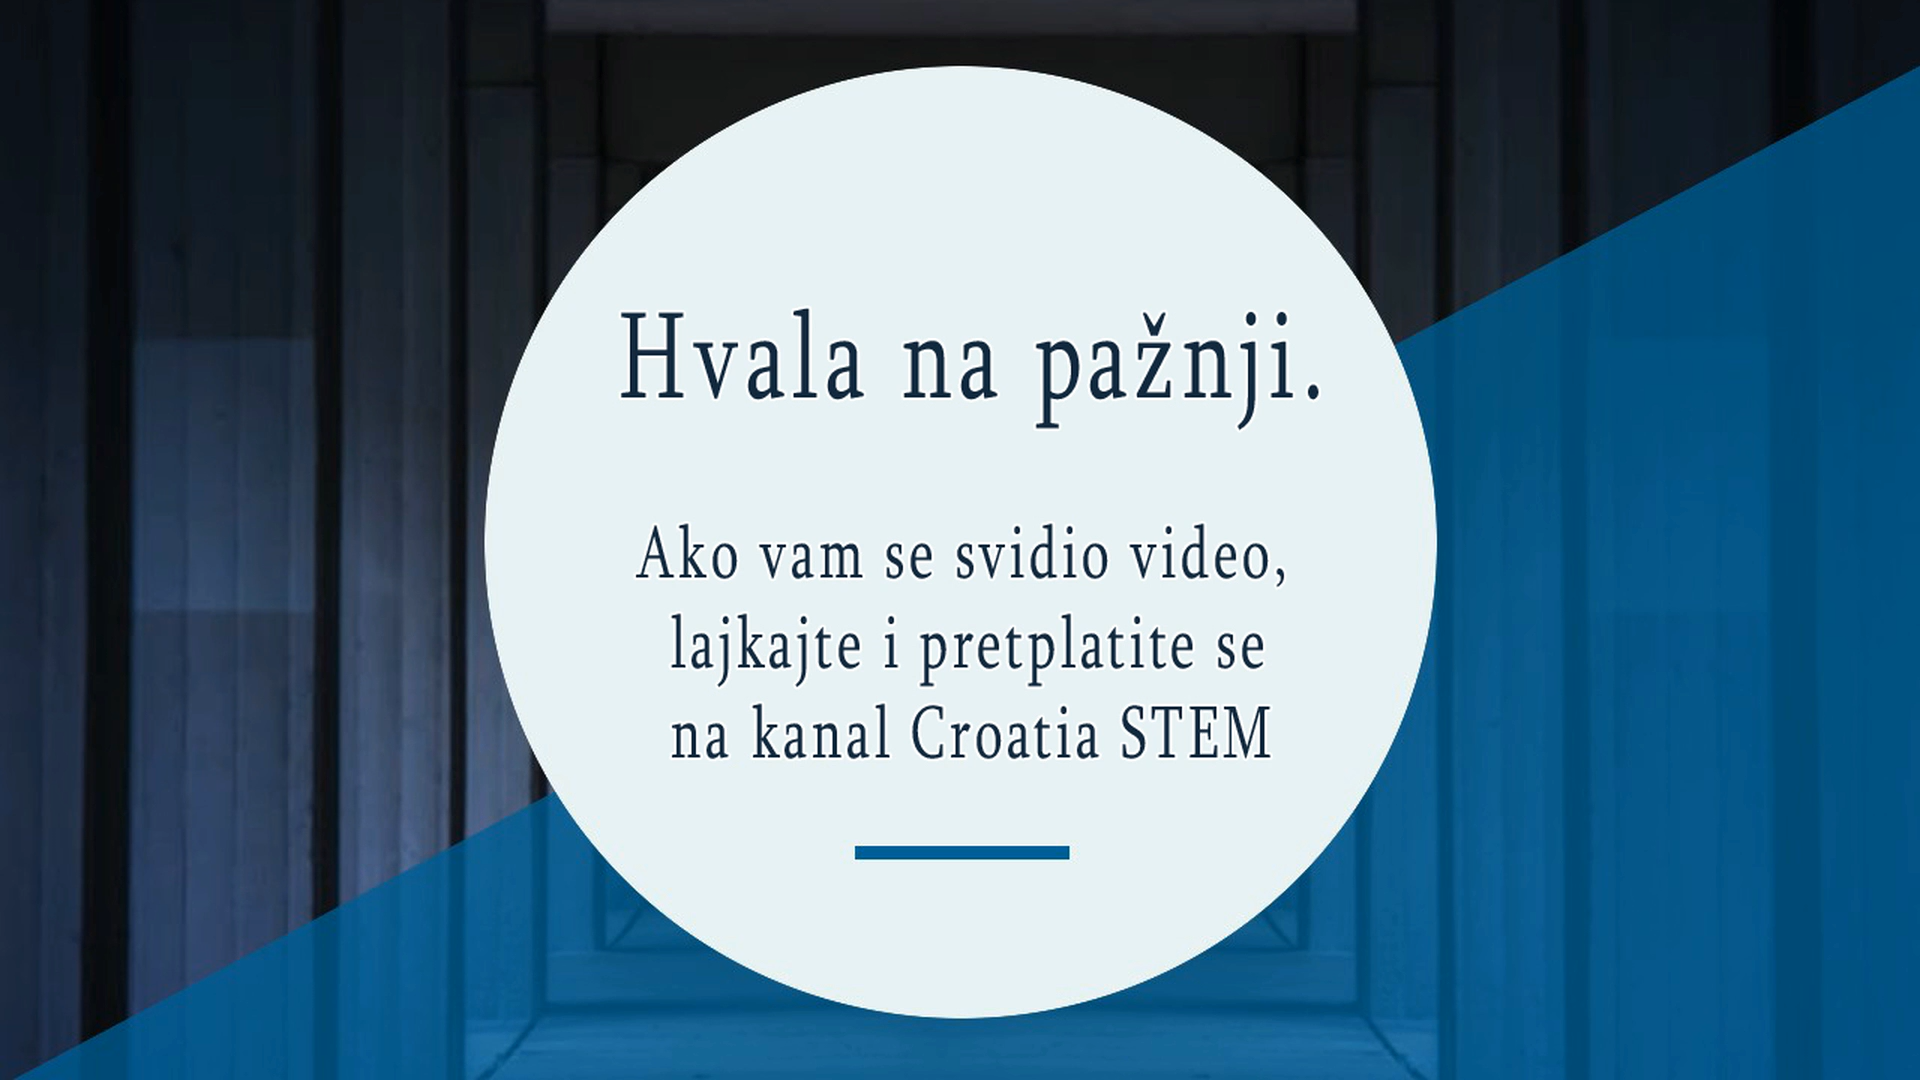 Hvala na pažnji.
Ako vam se svidio video,
lajkajte i pretplatite se
na kanal Croatia STEM